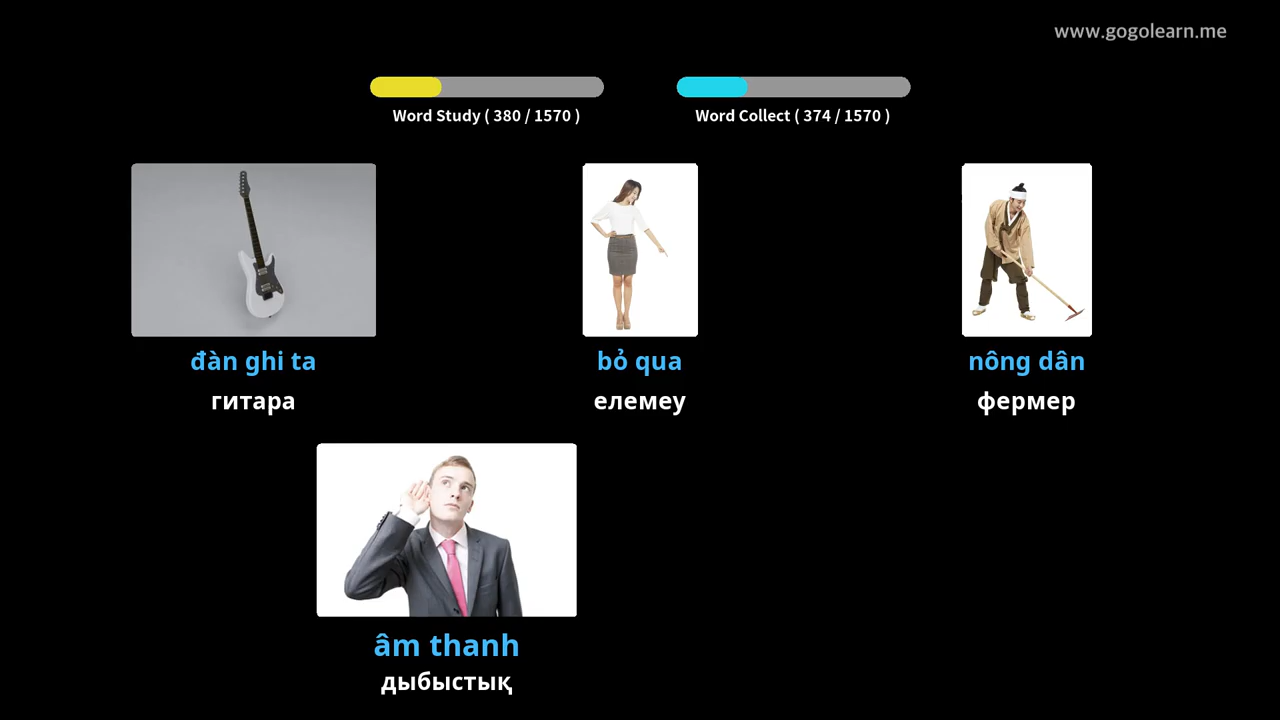 www.gogolearn.me
Word Study ( 380 / 1570 )
Word Collect ( 374 / 1570 )
đàn ghi ta
гитара
bỏ qua
елемеу
nông dân
фермер
âm thanh
дыбыстық